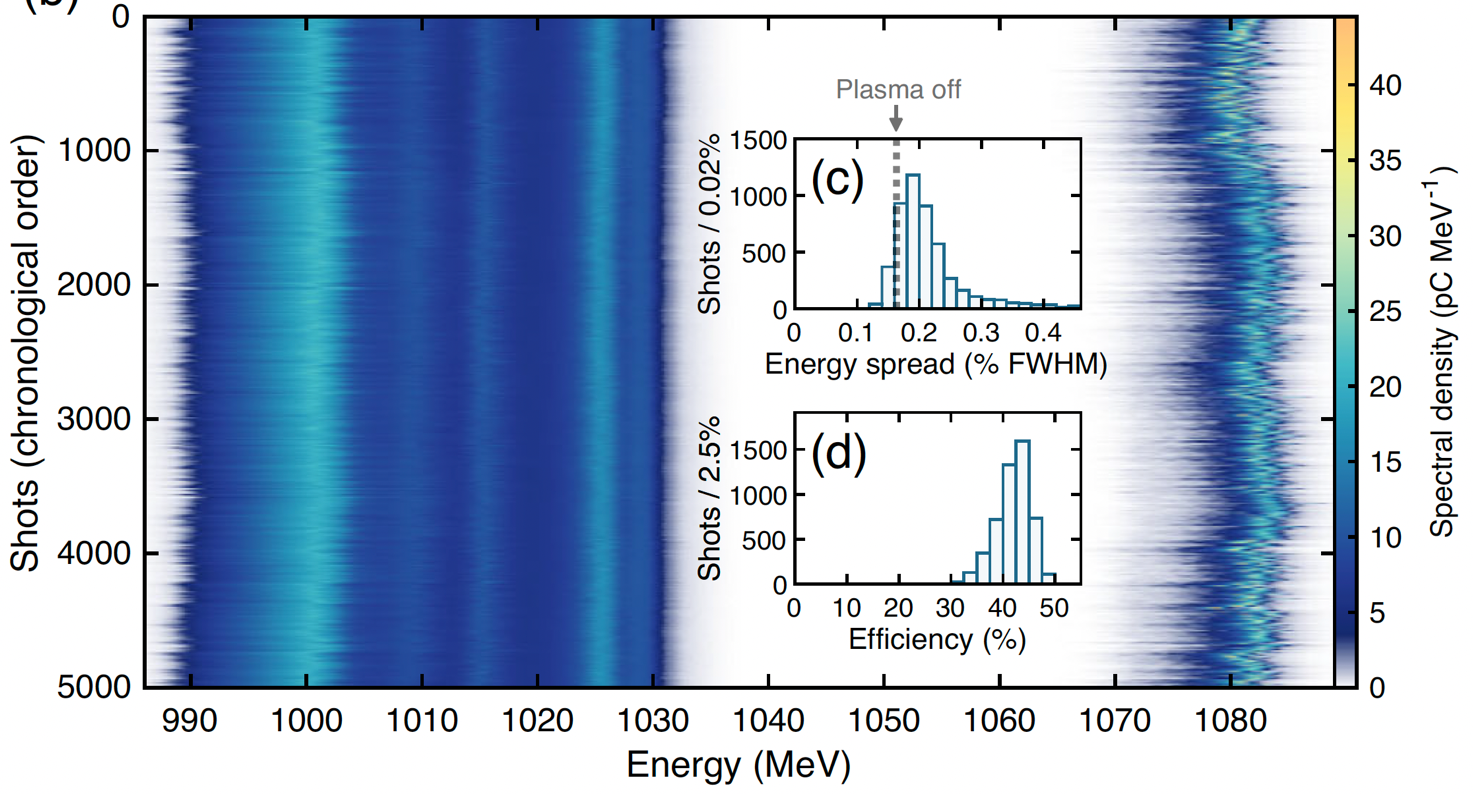 (b)
0
1000
2000
3000
4000
5000
Shots (chronological order)
990 1000 1010 1020 1030 1040 1050 1060 1070 1080
Energy (MeV)
Plasma off
(c)
1500
1000
500
0
Shots / 0.02%
0 0.1 0.2 0.3 0.4
Energy spread (% FWHM)
(d)
1500
1000
500
0
Shots / 2.5%
0 10 20 30 40 50
Efficiency (%)
40
35
30
25
20
15
10
5
0
Spectral density (pC MeV⁻¹)